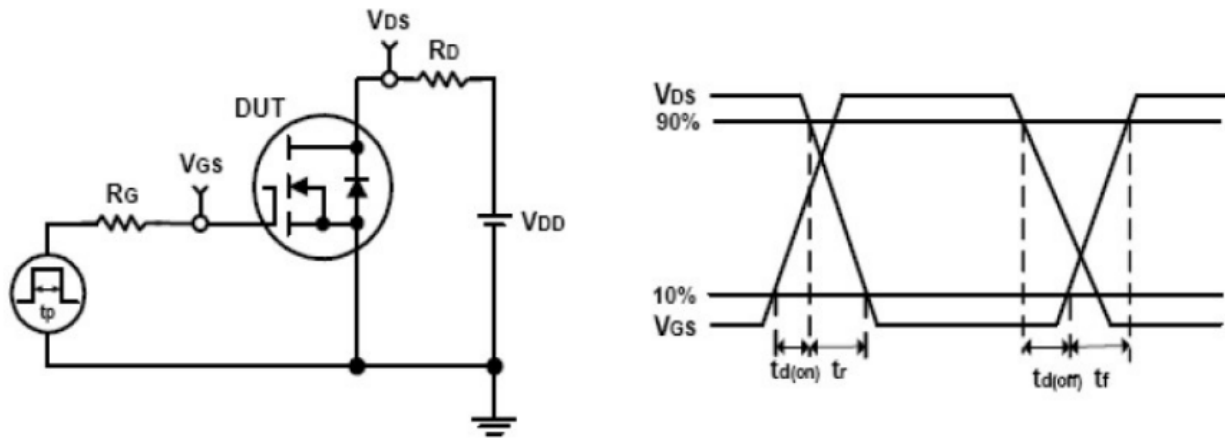 VDS
RD
DUT
VGS
RG
VDD
tp
VDS
90%
10%
VGS
td(on) tr
td(off) tf